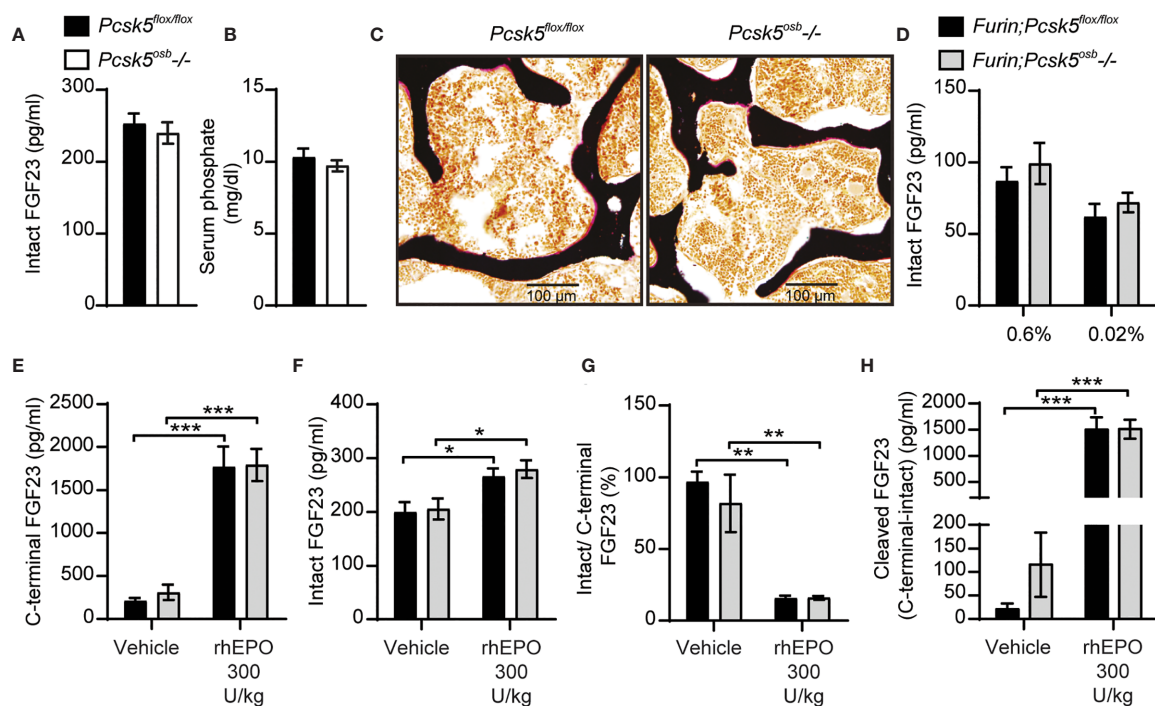 A
Pcsk5flox/flox
Pcsk5osb-/-
Intact FGF23 (pg/ml)
300
200
100
0
B
Serum phosphate
(mg/dl)
15
10
5
0
C
Pcsk5flox/flox
Pcsk5osb-/-
100 µm
100 µm
D
Furin;Pcsk5flox/flox
Furin;Pcsk5osb-/-
Intact FGF23 (pg/ml)
150
100
50
0
0.6%
0.02%
E
C-terminal FGF23 (pg/ml)
2500
2000
1500
1000
500
0
***
***
Vehicle
rhEPO
300
U/kg
F
Intact FGF23 (pg/ml)
400
300
200
100
0
*
*
Vehicle
rhEPO
300
U/kg
G
Intact/ C-terminal
FGF23 (%)
150
100
50
0
**
**
Vehicle
rhEPO
300
U/kg
H
Cleaved FGF23
(C-terminal-intact) (pg/ml)
2000
1500
1000
500
200
150
100
50
0
***
***
Vehicle
rhEPO
300
U/kg